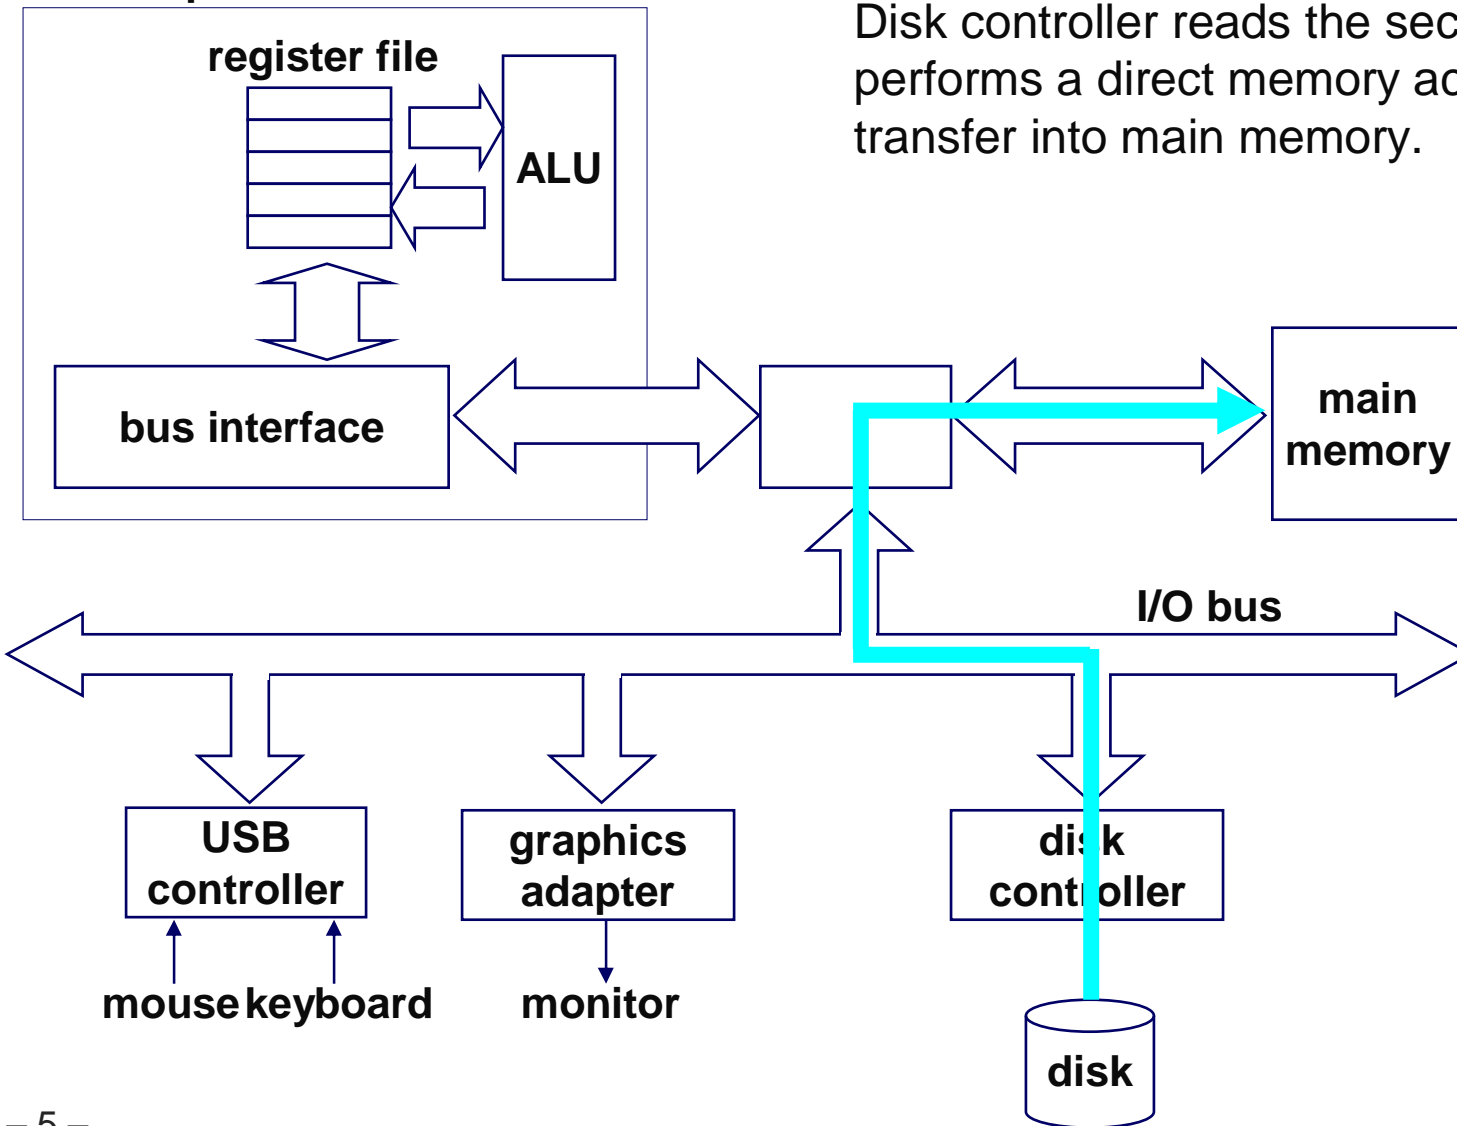 Disk controller reads the sec
performs a direct memory ac
transfer into main memory.
register file
ALU
bus interface
main
memory
I/O bus
USB
controller
graphics
adapter
disk
controller
mouse keyboard
monitor
disk
– 5 –